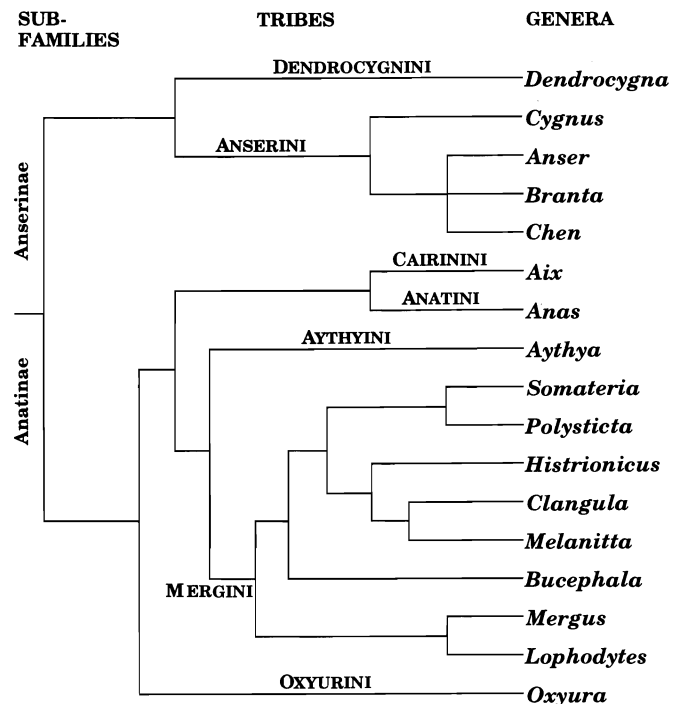 SUB-
FAMILIES
TRIBES
GENERA
DENDROCYGNINI
Dendrocygna
Cygnus
ANSERINI
Anser
Anserinae
Branta
Chen
CAIRININI
Aix
ANATINI
Anas
AYTHYINI
Aythya
Anatinae
Somateria
Polysticta
Histrionicus
Clangula
Melanitta
Bucephala
MERGINI
Mergus
Lophodytes
OXYURINI
Oxyura